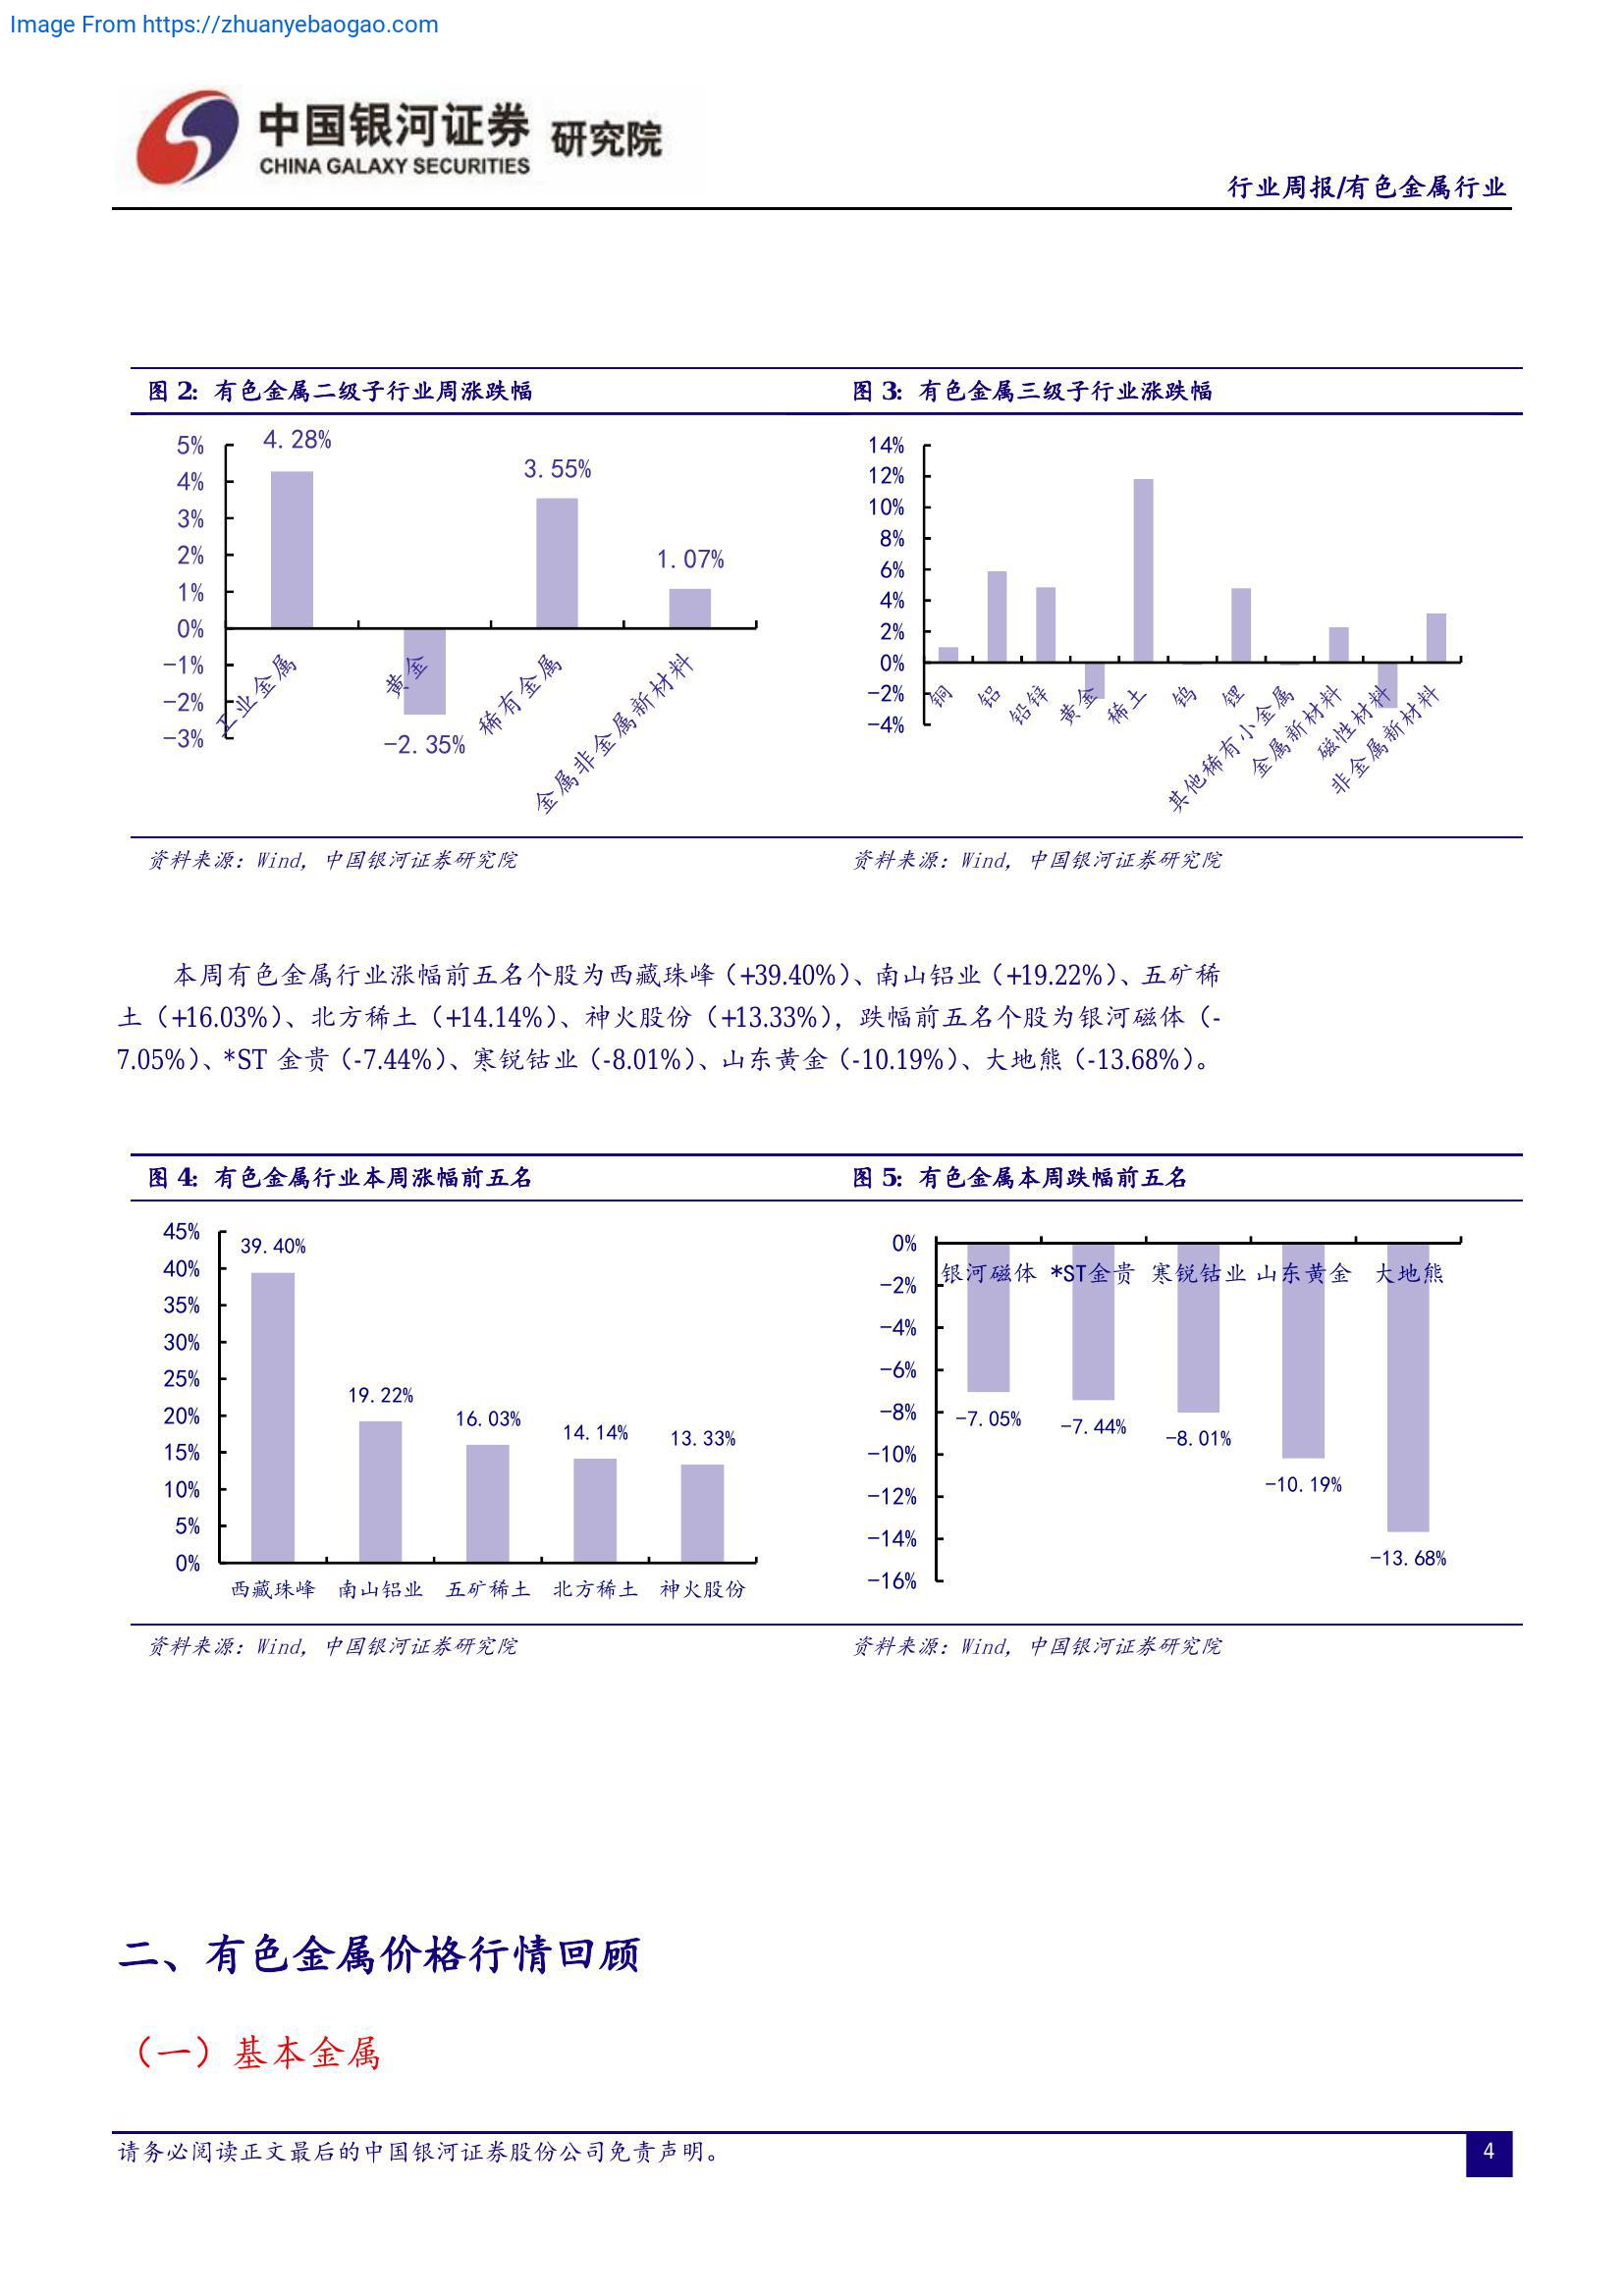 Image From https://zhuanyebaogao.com
中国银河证券 研究院
CHINA GALAXY SECURITIES
行业周报/有色金属行业
图 2: 有色金属二级子行业周涨跌幅
5%
4%
3%
2%
1%
0%
-1%
-2%
-3%
4.28%
-2.35%
3.55%
1.07%
工业金属
黄金
稀有金属
金属非金属新材料
资料来源：Wind, 中国银河证券研究院
图 3: 有色金属三级子行业涨跌幅
14%
12%
10%
8%
6%
4%
2%
0%
-2%
-4%
铜
铝
铅锌
黄金
稀土
钨
锂
其他稀有小金属
金属新材料
磁性材料
非金属新材料
资料来源：Wind, 中国银河证券研究院
本周有色金属行业涨幅前五名个股为西藏珠峰（+39.40%）、南山铝业（+19.22%）、五矿稀
土（+16.03%）、北方稀土（+14.14%）、神火股份（+13.33%），跌幅前五名个股为银河磁体（-
7.05%）、*ST 金贵（-7.44%）、寒锐钴业（-8.01%）、山东黄金（-10.19%）、大地熊（-13.68%）。
图 4: 有色金属行业本周涨幅前五名
45%
40%
35%
30%
25%
20%
15%
10%
5%
0%
39.40%
19.22%
16.03%
14.14%
13.33%
西藏珠峰 南山铝业 五矿稀土 北方稀土 神火股份
资料来源：Wind, 中国银河证券研究院
图 5: 有色金属本周跌幅前五名
0%
-2%
-4%
-6%
-8%
-10%
-12%
-14%
-16%
银河磁体 *ST金贵 寒锐钴业 山东黄金 大地熊
-7.05%
-7.44%
-8.01%
-10.19%
-13.68%
资料来源：Wind, 中国银河证券研究院
二、有色金属价格行情回顾
（一）基本金属
请务必阅读正文最后的中国银河证券股份公司免责声明。
4